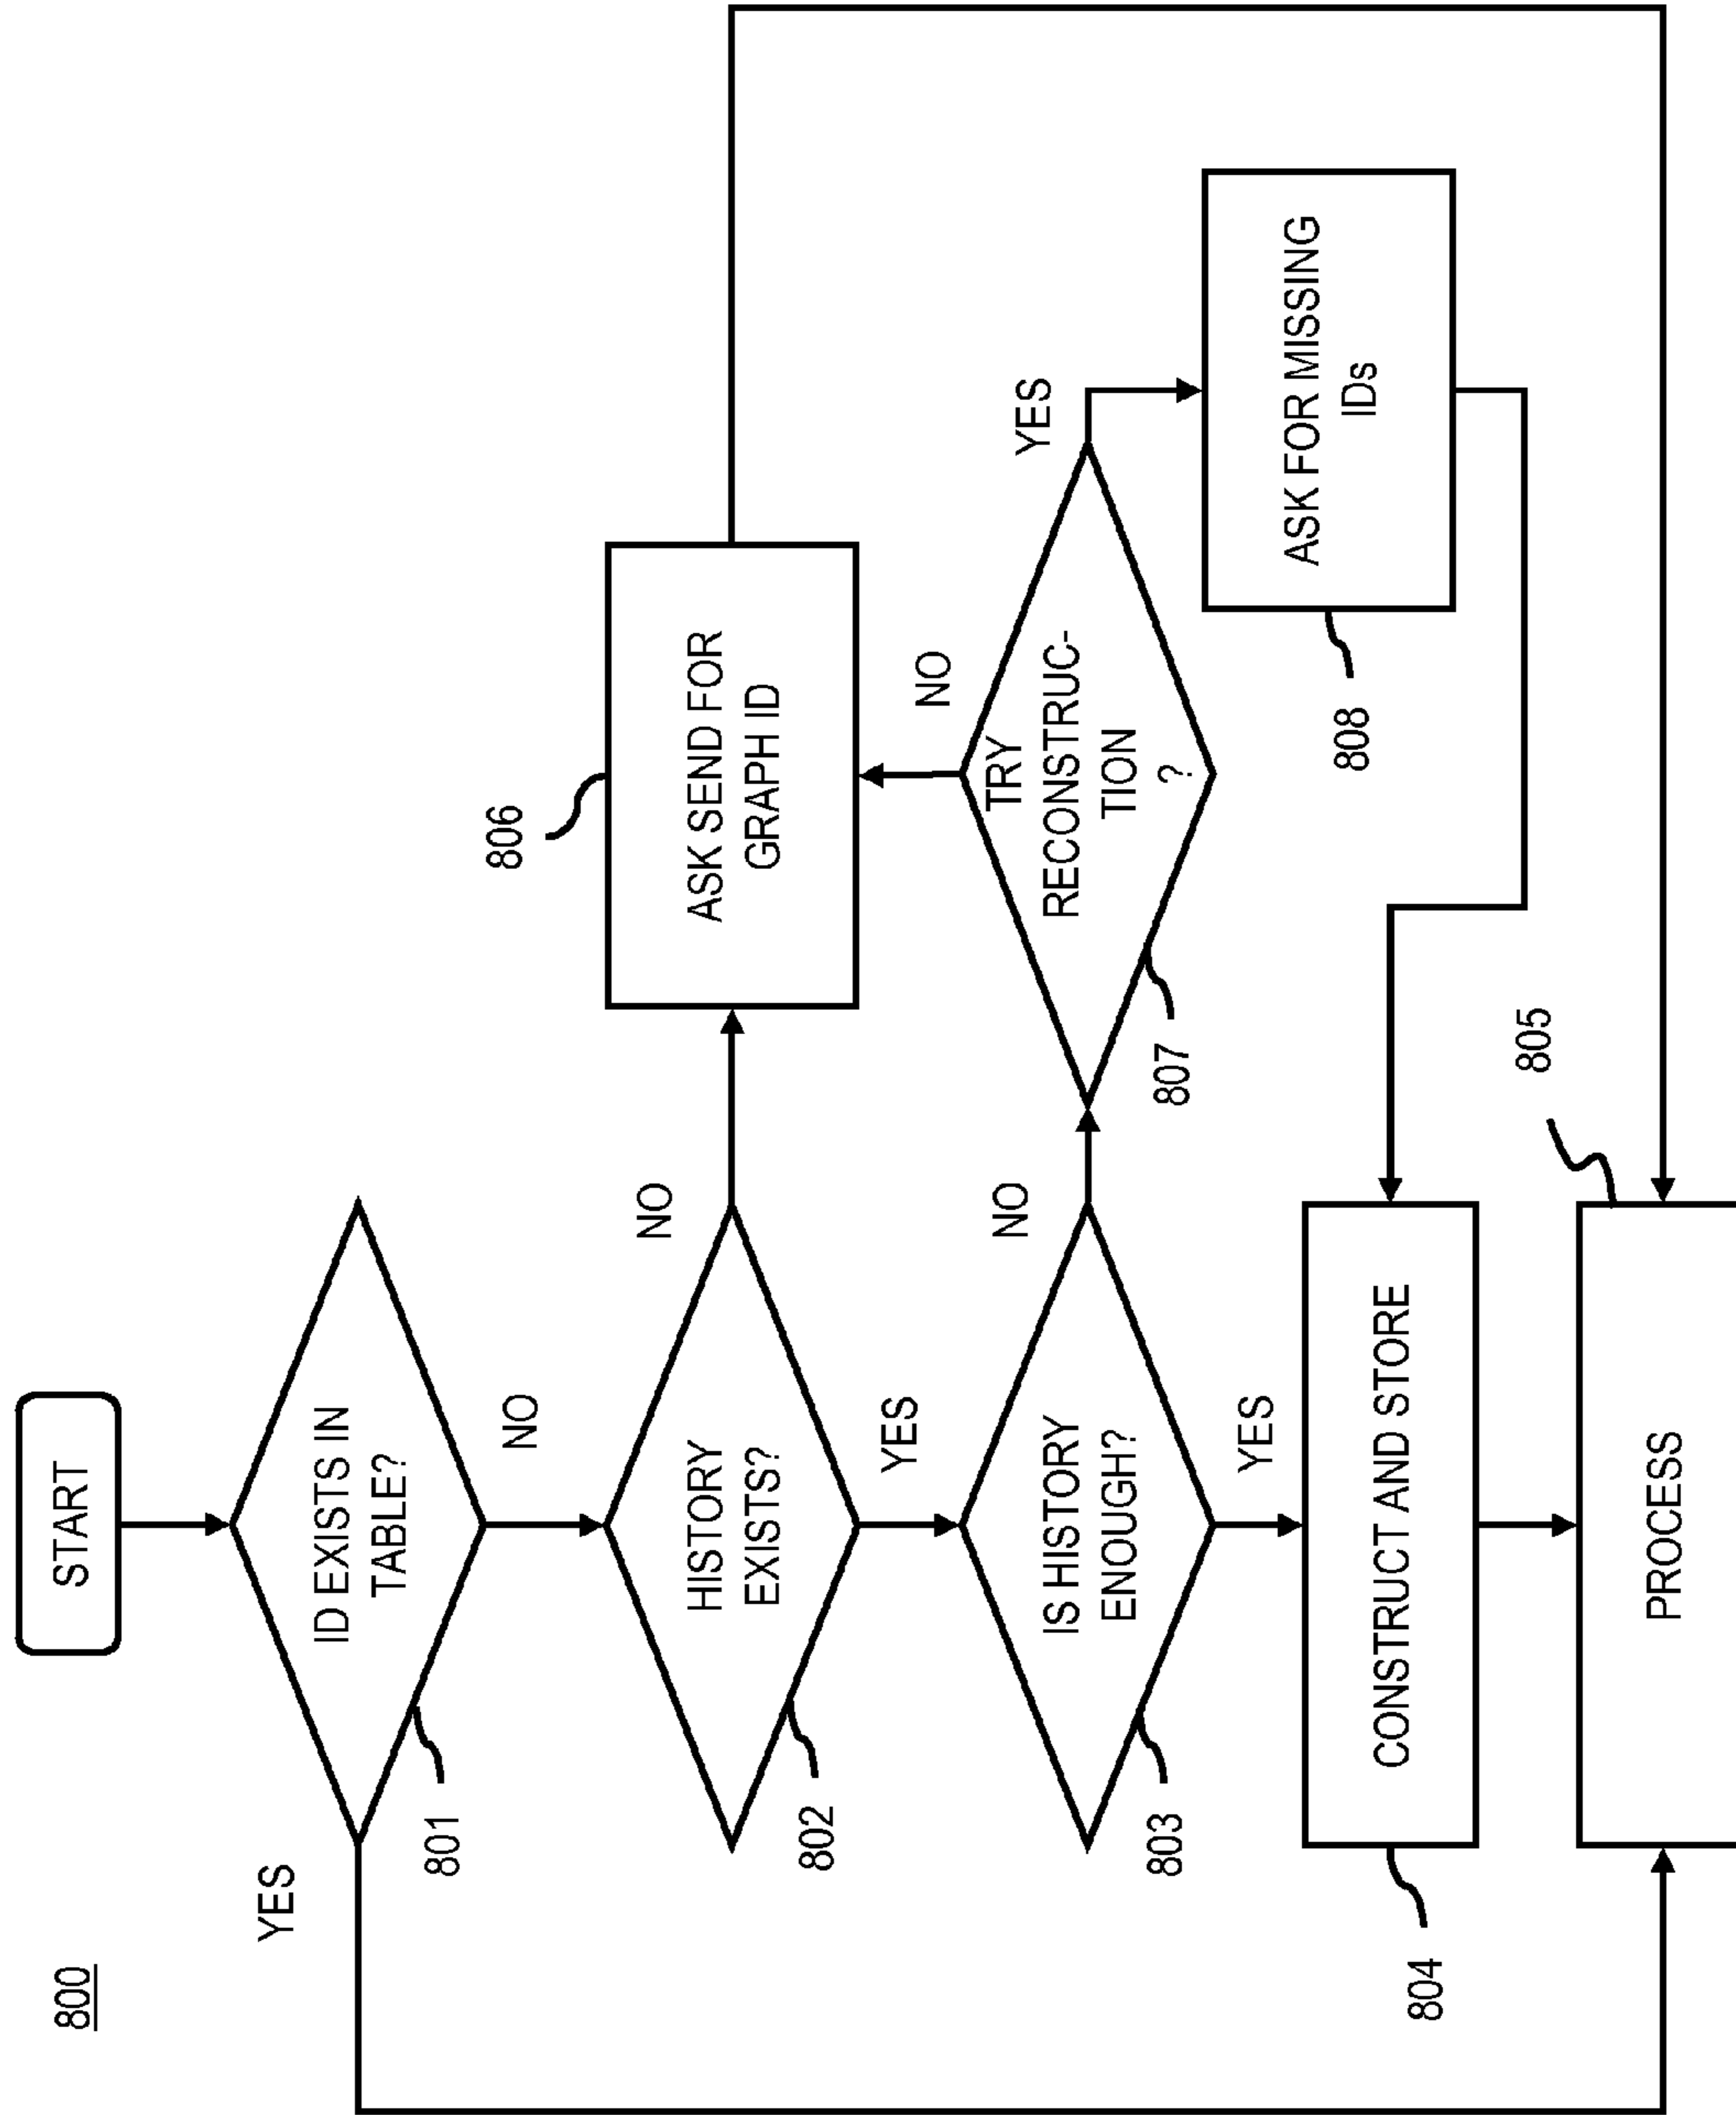 800
START
YES
ID EXISTS IN
TABLE?
801
NO
HISTORY
EXISTS?
802
NO
ASK SEND FOR
GRAPH ID
806
YES
IS HISTORY
ENOUGH?
803
NO
TRY
RECONSTRUC-
TION
?
807
NO
YES
ASK FOR MISSING
IDs
808
YES
CONSTRUCT AND STORE
804
PROCESS
805